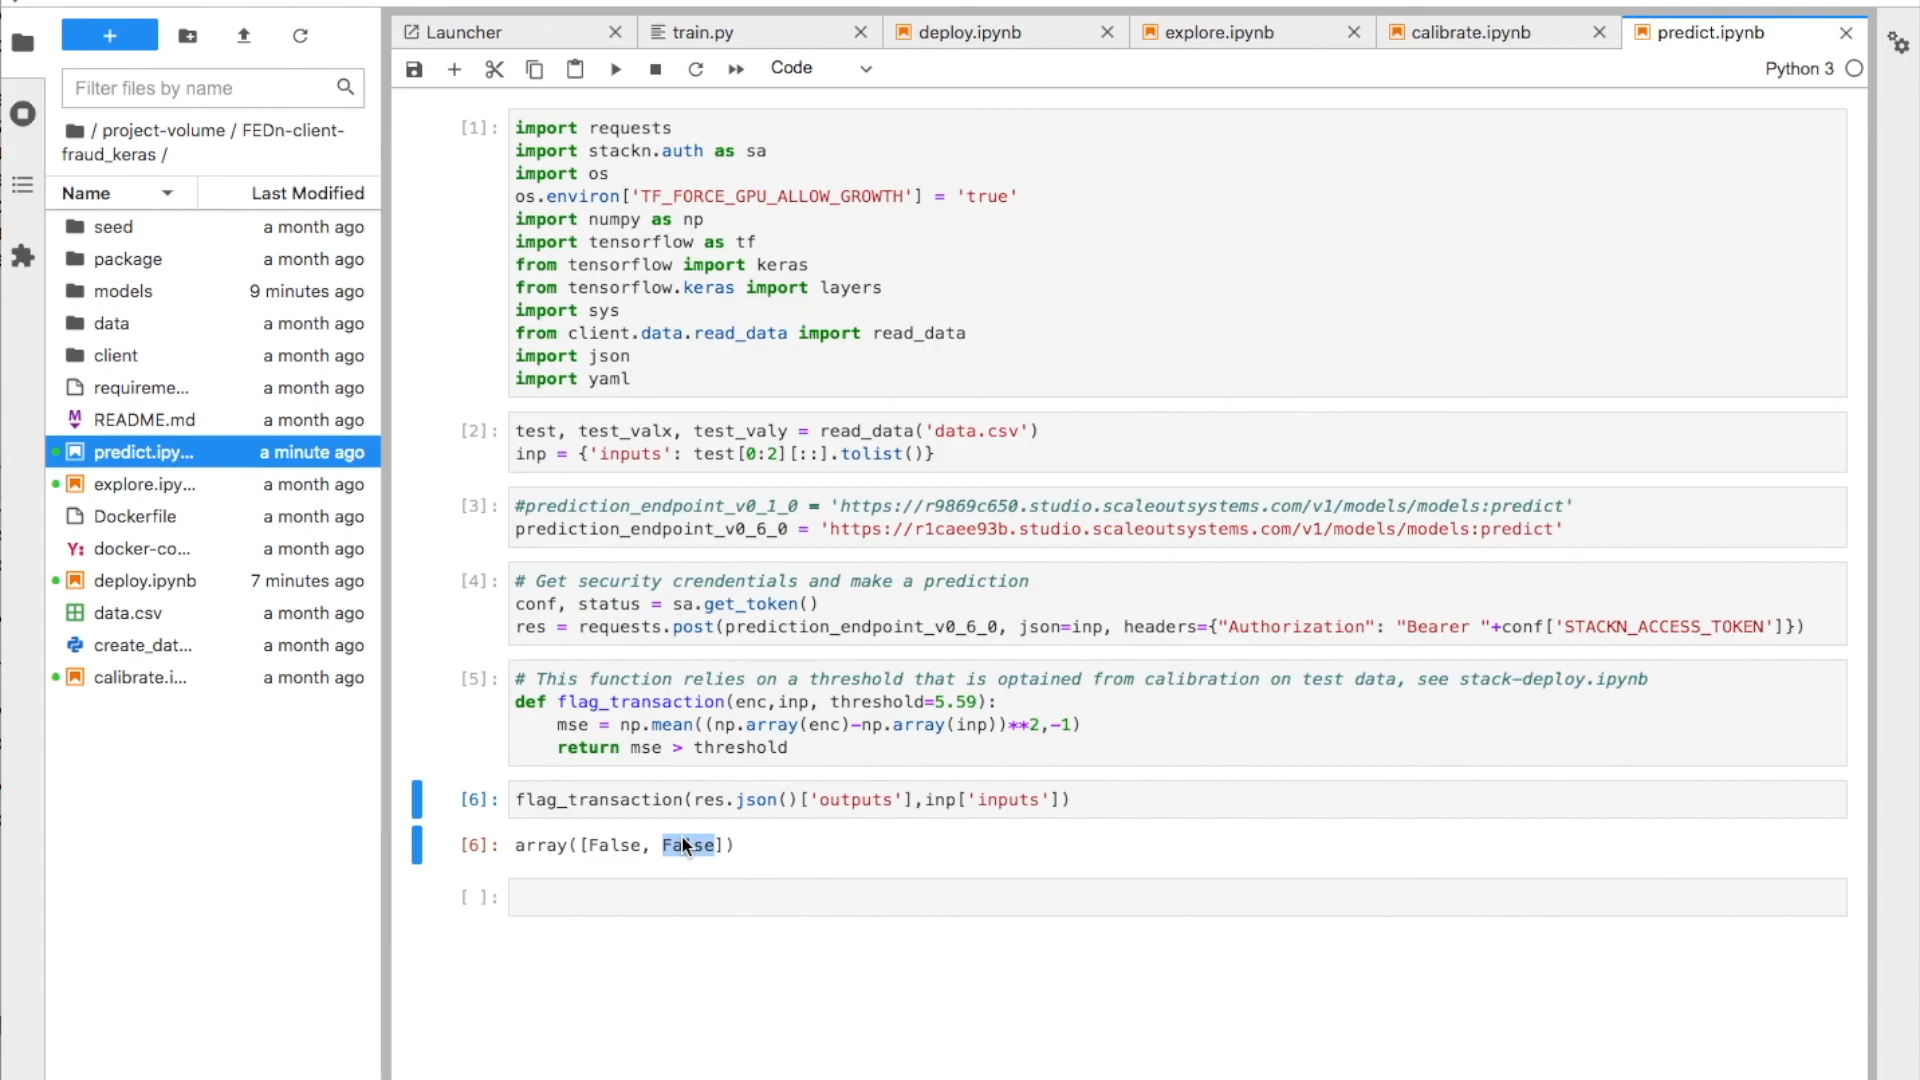 Launcher
train.py
deploy.ipynb
explore.ipynb
calibrate.ipynb
predict.ipynb
Code
Python 3
Filter files by name
/ project-volume / FEDn-client-
fraud_keras /
Name Last Modified
seed a month ago
package a month ago
models 9 minutes ago
data a month ago
client a month ago
requireme... a month ago
README.md a month ago
predict.ipy... a minute ago
explore.ipy... a month ago
Dockerfile a month ago
docker-co... a month ago
deploy.ipynb 7 minutes ago
data.csv a month ago
create_dat... a month ago
calibrate.i... a month ago
[1]: import requests
import stackn.auth as sa
import os
os.environ['TF_FORCE_GPU_ALLOW_GROWTH'] = 'true'
import numpy as np
import tensorflow as tf
from tensorflow import keras
from tensorflow.keras import layers
import sys
from client.data.read_data import read_data
import json
import yaml
[2]: test, test_valx, test_valy = read_data('data.csv')
inp = {'inputs': test[0:2][::].tolist()}
[3]: #prediction_endpoint_v0_1_0 = 'https://r9869c650.studio.scaleoutsystems.com/v1/models/models:predict'
prediction_endpoint_v0_6_0 = 'https://r1caee93b.studio.scaleoutsystems.com/v1/models/models:predict'
[4]: # Get security crendentials and make a prediction
conf, status = sa.get_token()
res = requests.post(prediction_endpoint_v0_6_0, json=inp, headers={"Authorization": "Bearer "+conf['STACKN_ACCESS_TOKEN']})
[5]: # This function relies on a threshold that is optained from calibration on test data, see stack-deploy.ipynb
def flag_transaction(enc,inp, threshold=5.59):
mse = np.mean((np.array(enc)-np.array(inp))**2,-1)
return mse > threshold
[6]: flag_transaction(res.json()['outputs'],inp['inputs'])
[6]: array([False, False])
[ ]: